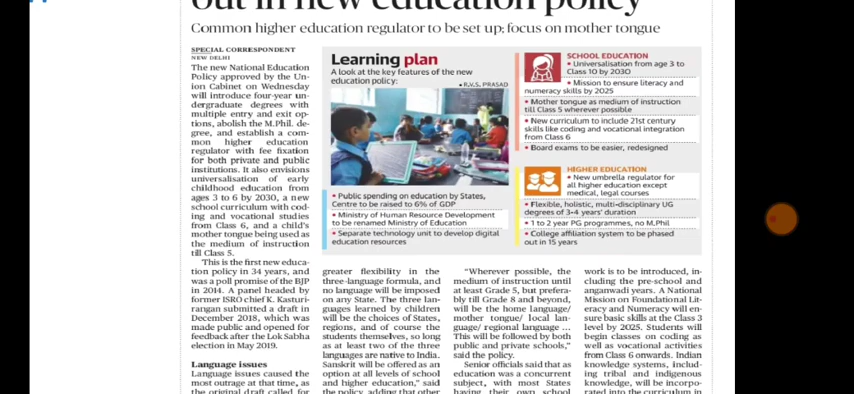 out in new education policy
Common higher education regulator to be set up; focus on mother tongue
SPECIAL CORRESPONDENT
NEW DELHI
The new National Education
Policy approved by the Un-
ion Cabinet on Wednesday
will introduce four-year un-
dergraduate degrees with
multiple entry and exit op-
tions, abolish the M.Phil. de-
gree, and establish a com-
mon higher education
regulator with fee fixation
for both private and public
institutions. It also envisions
universalisation of early
childhood education from
ages 3 to 6 by 2030, a new
school curriculum with cod-
ing and vocational studies
from Class 6, and a child's
mother tongue being used as
the medium of instruction
till Class 5.
This is the first new educa-
tion policy in 34 years, and
was a poll promise of the BJP
in 2014. A panel headed by
former ISRO chief K. Kasturi-
rangan submitted a draft in
December 2018, which was
made public and opened for
feedback after the Lok Sabha
election in May 2019.
Language issues
Language issues caused the
most outrage at that time, as
the original draft called for
Learning plan
A look at the key features of the new
education policy:
• R.V.S. PRASAD
• Public spending on education by States,
Centre to be raised to 6% of GDP
• Ministry of Human Resource Development
to be renamed Ministry of Education
• Separate technology unit to develop digital
education resources
SCHOOL EDUCATION
• Universalisation from age 3 to
Class 10 by 2030
• Mission to ensure literacy and
numeracy skills by 2025
• Mother tongue as medium of instruction
till Class 5 wherever possible
• New curriculum to include 21st century
skills like coding and vocational integration
from Class 6
• Board exams to be easier, redesigned
HIGHER EDUCATION
• New umbrella regulator for
all higher education except
medical, legal courses
• Flexible, holistic, multi-disciplinary UG
degrees of 3-4 years' duration
• 1 to 2 year PG programmes, no M.Phil
• College affiliation system to be phased
out in 15 years
greater flexibility in the
three-language formula, and
no language will be imposed
on any State. The three lan-
guages learned by children
will be the choices of States,
regions, and of course the
students themselves, so long
as at least two of the three
languages are native to India.
Sanskrit will be offered as an
option at all levels of school
and higher education," said
the policy, adding that other
"Wherever possible, the
medium of instruction until
at least Grade 5, but prefera-
bly till Grade 8 and beyond,
will be the home language/
mother tongue/ local lan-
guage/ regional language ...
This will be followed by both
public and private schools,"
said the policy.
Senior officials said that as
education was a concurrent
subject, with most States
having their own school
work is to be introduced, in-
cluding the pre-school and
anganwadi years. A National
Mission on Foundational Lit-
eracy and Numeracy will en-
sure basic skills at the Class 3
level by 2025. Students will
begin classes on coding as
well as vocational activities
from Class 6 onwards. Indian
knowledge systems, includ-
ing tribal and indigenous
knowledge, will be incorpo-
rated into the curriculum in